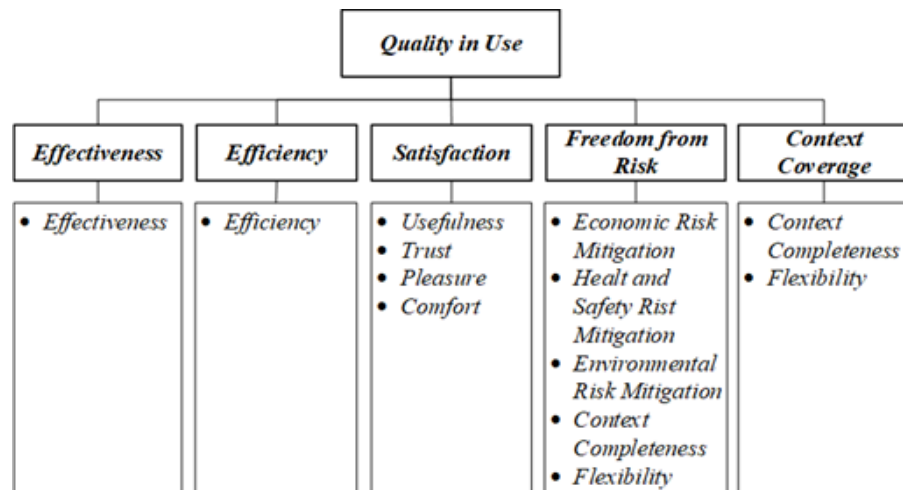 Quality in Use
Effectiveness
Efficiency
Satisfaction
Freedom from
Risk
Context
Coverage
• Effectiveness
• Efficiency
• Usefulness
• Trust
• Pleasure
• Comfort
• Economic Risk
Mitigation
• Healt and
Safety Rist
Mitigation
• Environmental
Risk Mitigation
• Context
Completeness
• Flexibility
• Context
Completeness
• Flexibility